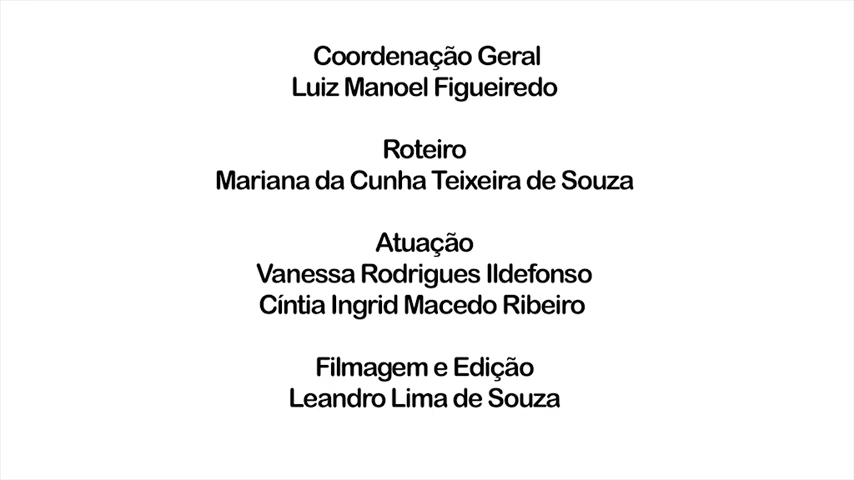 Coordenação Geral
Luiz Manoel Figueiredo
Roteiro
Mariana da Cunha Teixeira de Souza
Atuação
Vanessa Rodrigues Ildefonso
Cíntia Ingrid Macedo Ribeiro
Filmagem e Edição
Leandro Lima de Souza